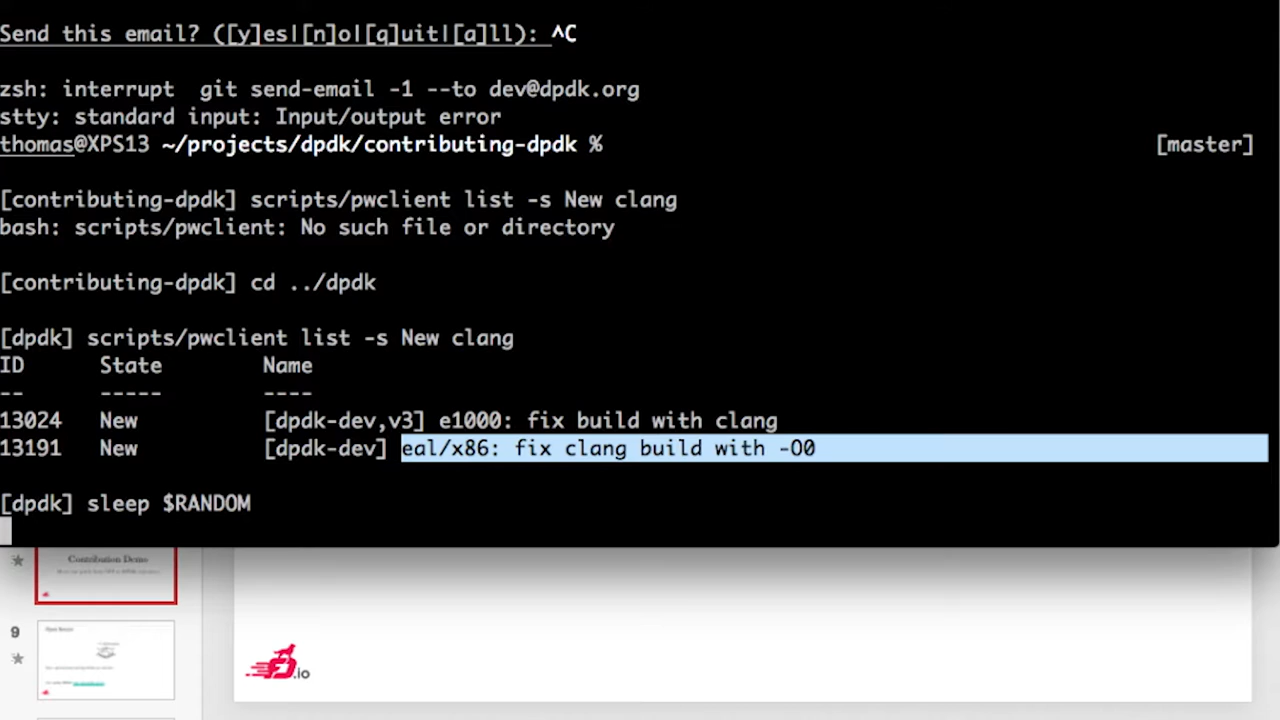 Send this email? ([y]es|[n]o|[q]uit|[a]ll): ^C
zsh: interrupt  git send-email -1 --to dev@dpdk.org
stty: standard input: Input/output error
thomas@XPS13 ~/projects/dpdk/contributing-dpdk % [master]
[contributing-dpdk] scripts/pwclient list -s New clang
bash: scripts/pwclient: No such file or directory
[contributing-dpdk] cd ../dpdk
[dpdk] scripts/pwclient list -s New clang
ID State Name
-- ----- ----
13024 New [dpdk-dev,v3] e1000: fix build with clang
13191 New [dpdk-dev] eal/x86: fix clang build with -O0
[dpdk] sleep $RANDOM
Contribution Demo
9
.io